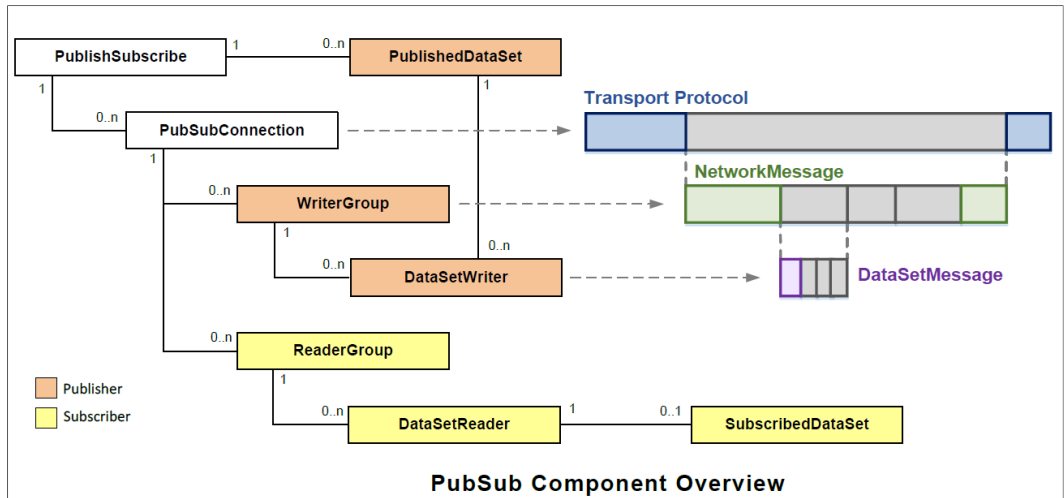 PublishSubscribe
1
0..n
PublishedDataSet
1
1
0..n
PubSubConnection
Transport Protocol
1
NetworkMessage
0..n
WriterGroup
1
0..n
0..n
DataSetWriter
DataSetMessage
0..n
ReaderGroup
1
Publisher
Subscriber
0..n
DataSetReader
1
0..1
SubscribedDataSet
PubSub Component Overview